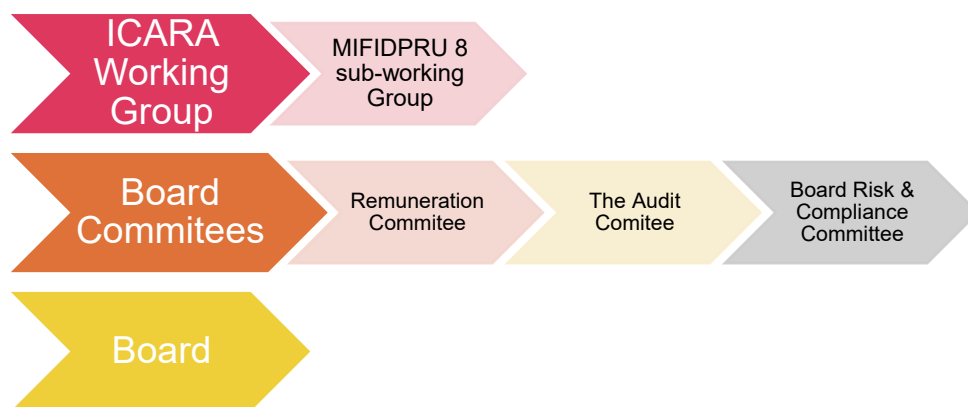 ICARA
Working
Group
MIFIDPRU 8
sub-working
Group
Board
Commitees
Remuneration
Commitee
The Audit
Comitee
Board Risk &
Compliance
Committee
Board